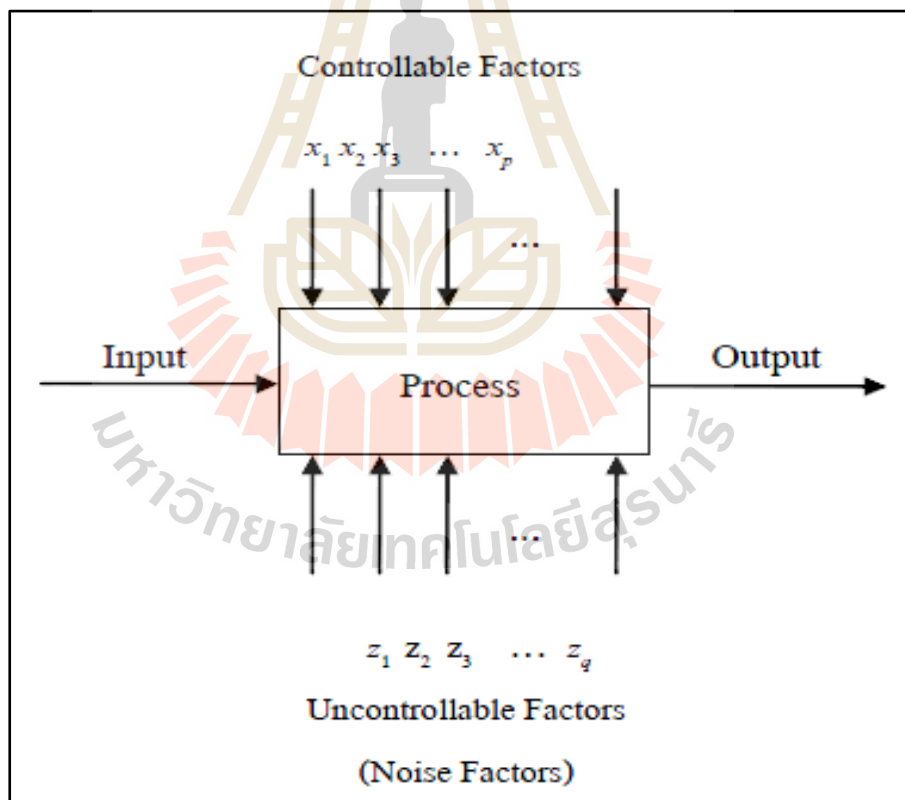 Controllable Factors
x₁ x₂ x₃ ... xₚ
...
Input
Process
Output
...
มหาวิทยาลัยเทคโนโลยีสุรนารี
z₁ z₂ z₃ ... z_q
Uncontrollable Factors
(Noise Factors)